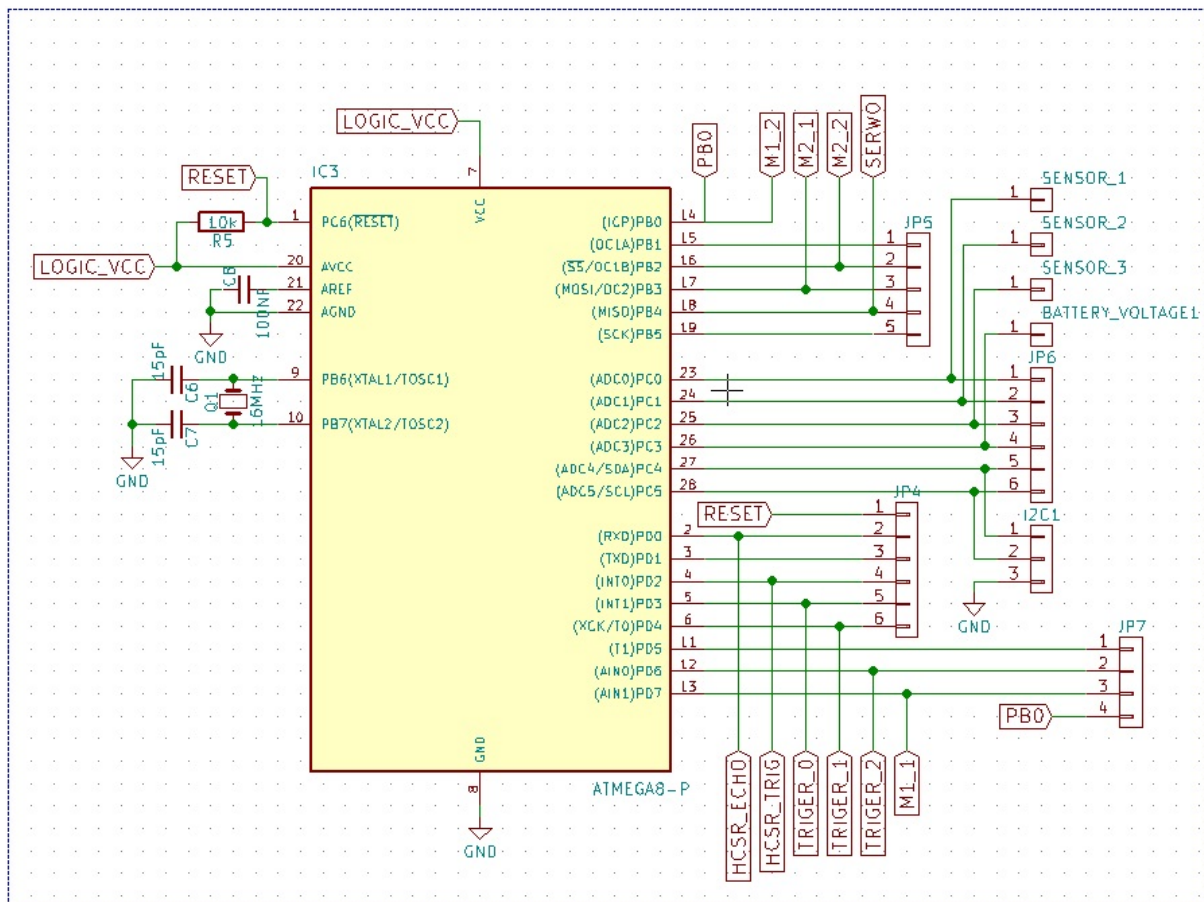 LOGIC_VCC
PB0
M1_2
M2_1
M2_2
SERWO
RESET
IC3
7
VCC
10k
R5
1
PC6(RESET)
LOGIC_VCC
20
AVCC
C8
100NF
21
AREF
22
AGND
GND
15pF
C6
9
PB6(XTAL1/TOSC1)
Q1
16MHz
15pF
C7
10
PB7(XTAL2/TOSC2)
GND
(ICP)PB0
14
(OC1A)PB1
15
(SS/OC1B)PB2
16
(MOSI/OC2)PB3
17
(MISO)PB4
18
(SCK)PB5
19
JP5
1
2
3
4
5
SENSOR_1
1
SENSOR_2
1
SENSOR_3
1
BATTERY_VOLTAGE1
1
(ADC0)PC0
23
(ADC1)PC1
24
(ADC2)PC2
25
(ADC3)PC3
26
(ADC4/SDA)PC4
27
(ADC5/SCL)PC5
28
JP6
1
2
3
4
5
6
RESET
JP4
1
2
3
4
5
6
I2C1
1
2
3
GND
(RXD)PD0
2
(TXD)PD1
3
(INT0)PD2
4
(INT1)PD3
5
(XCK/T0)PD4
6
(T1)PD5
11
(AIN0)PD6
12
(AIN1)PD7
13
JP7
1
2
3
4
PB0
GND
8
GND
ATMEGA8-P
HCSR_ECHO
HCSR_TRIG
TRIGER_0
TRIGER_1
TRIGER_2
M1_1